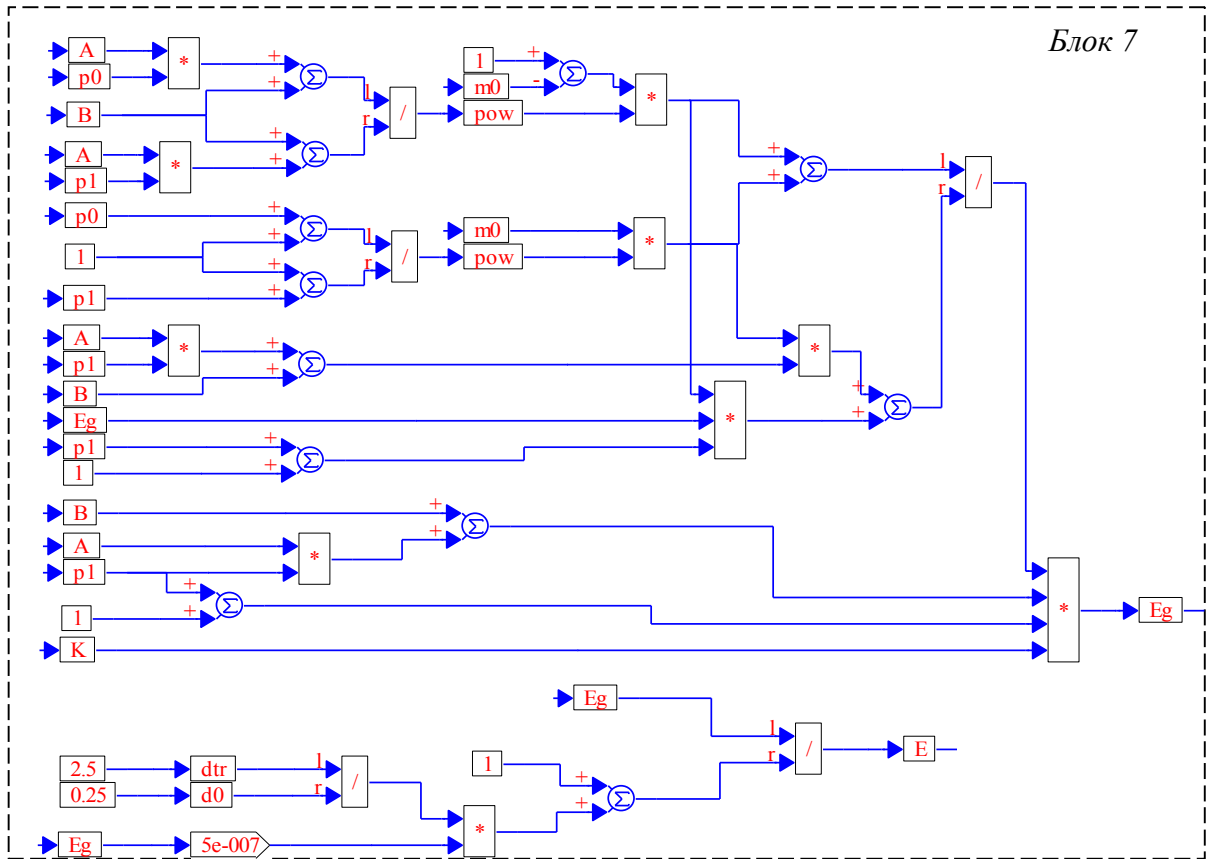 Блок 7
A
p0
*
+
+
Σ
B
l
r
/
1
m0
pow
+
-
Σ
*
A
p1
*
+
+
Σ
+
+
Σ
l
r
/
p0
1
p1
+
+
Σ
+
+
Σ
l
r
/
m0
pow
*
A
p1
*
B
+
+
Σ
*
Eg
p1
1
+
+
Σ
*
+
+
Σ
B
A
p1
*
+
+
Σ
1
+
+
Σ
K
*
Eg
Eg
l
r
/
E
2.5
dtr
0.25
d0
l
r
/
1
+
+
Σ
*
Eg
5e-007